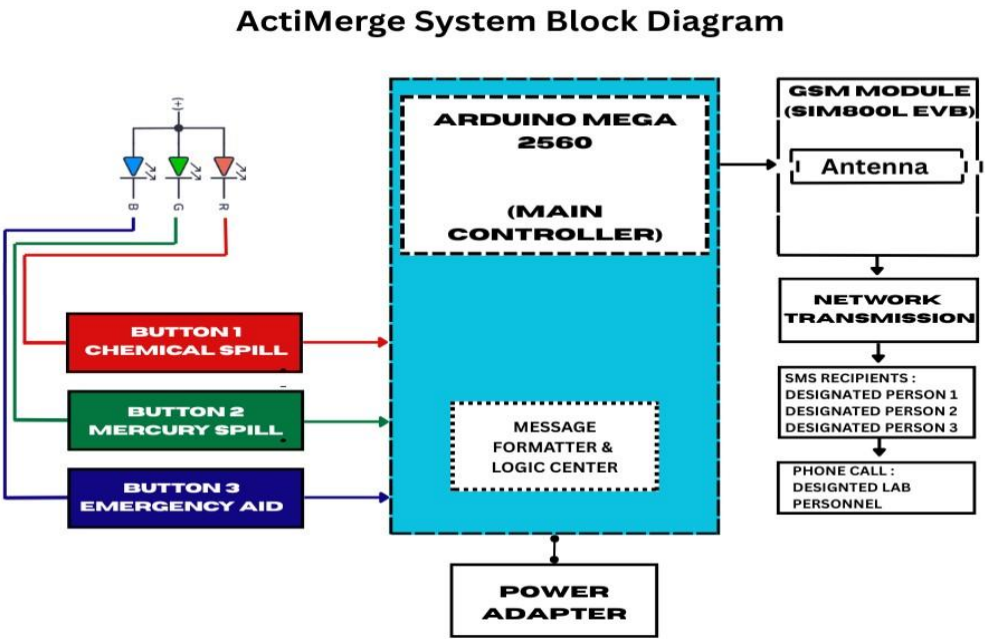 ActiMerge System Block Diagram
(+)
B
G
R
BUTTON 1
CHEMICAL SPILL
BUTTON 2
MERCURY SPILL
BUTTON 3
EMERGENCY AID
ARDUINO MEGA
2560
(MAIN
CONTROLLER)
MESSAGE
FORMATTER &
LOGIC CENTER
POWER
ADAPTER
GSM MODULE
(SIM800L EVB)
Antenna
NETWORK
TRANSMISSION
SMS RECIPIENTS :
DESIGNATED PERSON 1
DESIGNATED PERSON 2
DESIGNATED PERSON 3
PHONE CALL :
DESIGNTED LAB
PERSONNEL